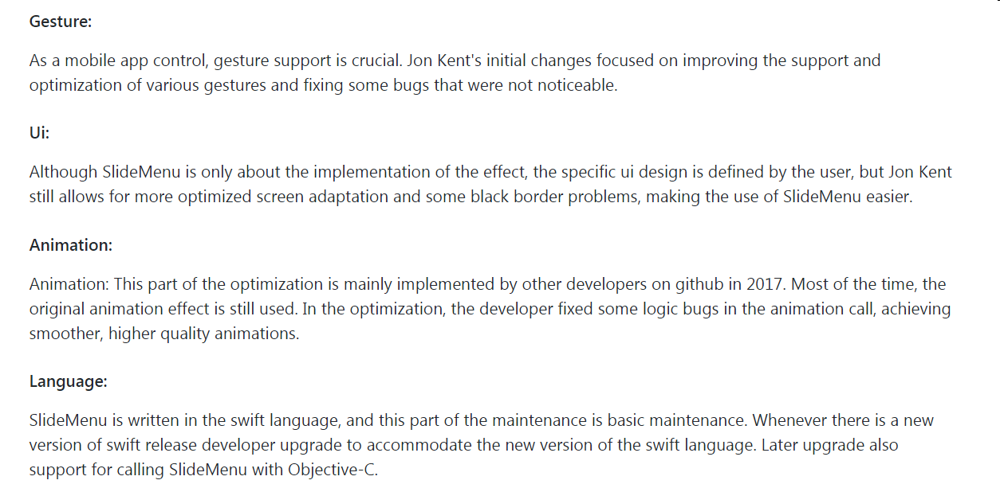 Gesture:
As a mobile app control, gesture support is crucial. Jon Kent's initial changes focused on improving the support and
optimization of various gestures and fixing some bugs that were not noticeable.
Ui:
Although SlideMenu is only about the implementation of the effect, the specific ui design is defined by the user, but Jon Kent
still allows for more optimized screen adaptation and some black border problems, making the use of SlideMenu easier.
Animation:
Animation: This part of the optimization is mainly implemented by other developers on github in 2017. Most of the time, the
original animation effect is still used. In the optimization, the developer fixed some logic bugs in the animation call, achieving
smoother, higher quality animations.
Language:
SlideMenu is written in the swift language, and this part of the maintenance is basic maintenance. Whenever there is a new
version of swift release developer upgrade to accommodate the new version of the swift language. Later upgrade also
support for calling SlideMenu with Objective-C.